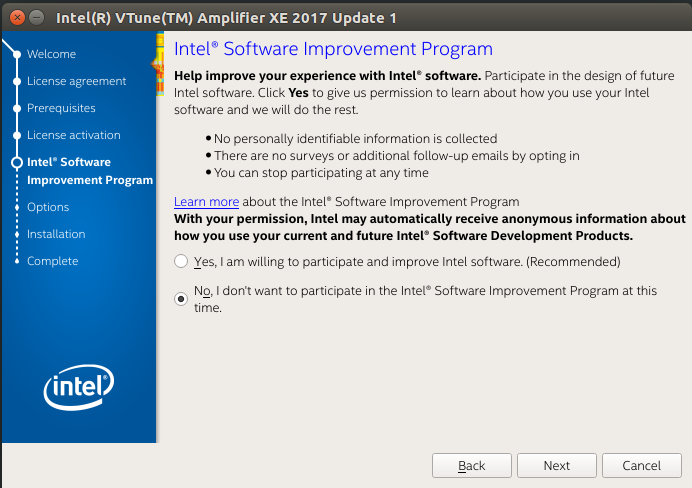 Intel(R) VTune(TM) Amplifier XE 2017 Update 1
Welcome
License agreement
Prerequisites
License activation
Intel® Software
Improvement Program
Options
Installation
Complete
intel®
Intel® Software Improvement Program
Help improve your experience with Intel® software. Participate in the design of future
Intel software. Click Yes to give us permission to learn about how you use your Intel
software and we will do the rest.
• No personally identifiable information is collected
• There are no surveys or additional follow-up emails by opting in
• You can stop participating at any time
Learn more about the Intel® Software Improvement Program
With your permission, Intel may automatically receive anonymous information about
how you use your current and future Intel® Software Development Products.
Yes, I am willing to participate and improve Intel software. (Recommended)
No, I don't want to participate in the Intel® Software Improvement Program at this
time.
Back
Next
Cancel